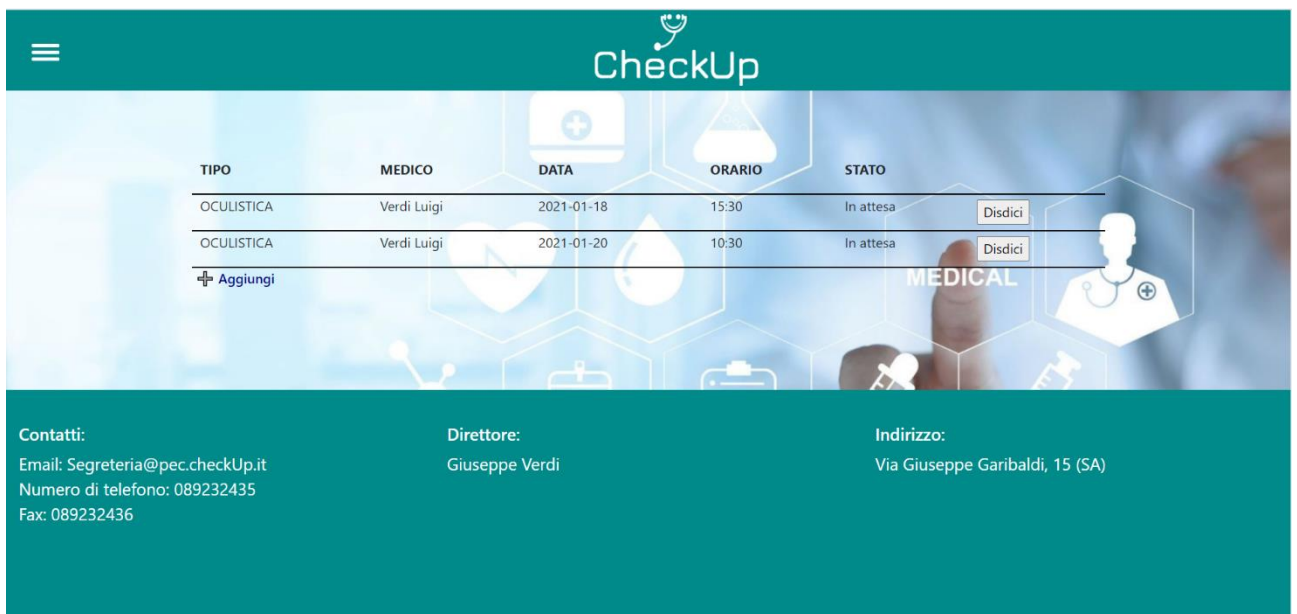 CheckUp
TIPO MEDICO DATA ORARIO STATO
OCULISTICA Verdi Luigi 2021-01-18 15:30 In attesa Disdici
OCULISTICA Verdi Luigi 2021-01-20 10:30 In attesa Disdici
Aggiungi
MEDICAL
Contatti:
Email: Segreteria@pec.checkUp.it
Numero di telefono: 089232435
Fax: 089232436
Direttore:
Giuseppe Verdi
Indirizzo:
Via Giuseppe Garibaldi, 15 (SA)